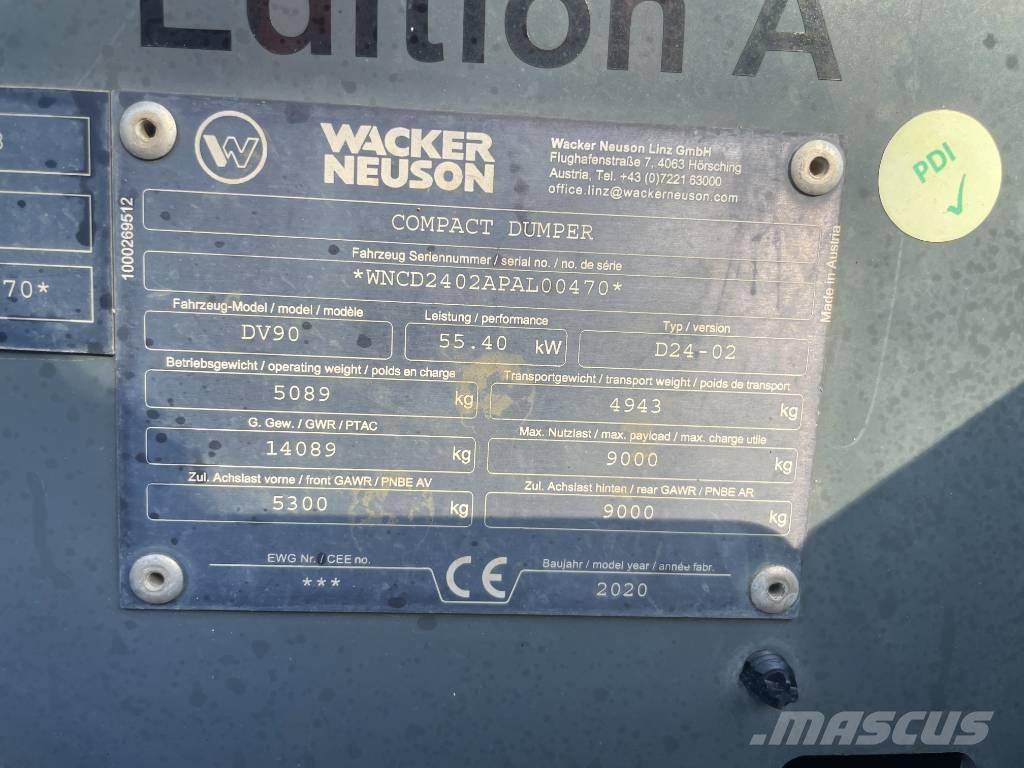 Edition A
WACKER
NEUSON
Wacker Neuson Linz GmbH
Flughafenstraße 7, 4063 Hörsching
Austria, Tel. +43 (0)7221 63000
office.linz@wackerneuson.com
PDI
COMPACT DUMPER
Fahrzeug Seriennummer / serial no. / no. de série
*WNCD2402APAL00470*
Fahrzeug-Model / model / modèle
DV90
Leistung / performance
55.40 kW
Typ / version
D24-02
Betriebsgewicht / operating weight / poids en charge
5089 kg
Transportgewicht / transport weight / poids de transport
4943 kg
G. Gew. / GWR / PTAC
14089 kg
Max. Nutzlast / max. payload / max. charge utile
9000 kg
Zul. Achslast vorne / front GAWR / PNBE AV
5300 kg
Zul. Achslast hinten / rear GAWR / PNBE AR
9000 kg
EWG Nr. / CEE no.
***
CE
Baujahr / model year / année fabr.
2020
1000269512
Made in Austria
70*
MASCUS